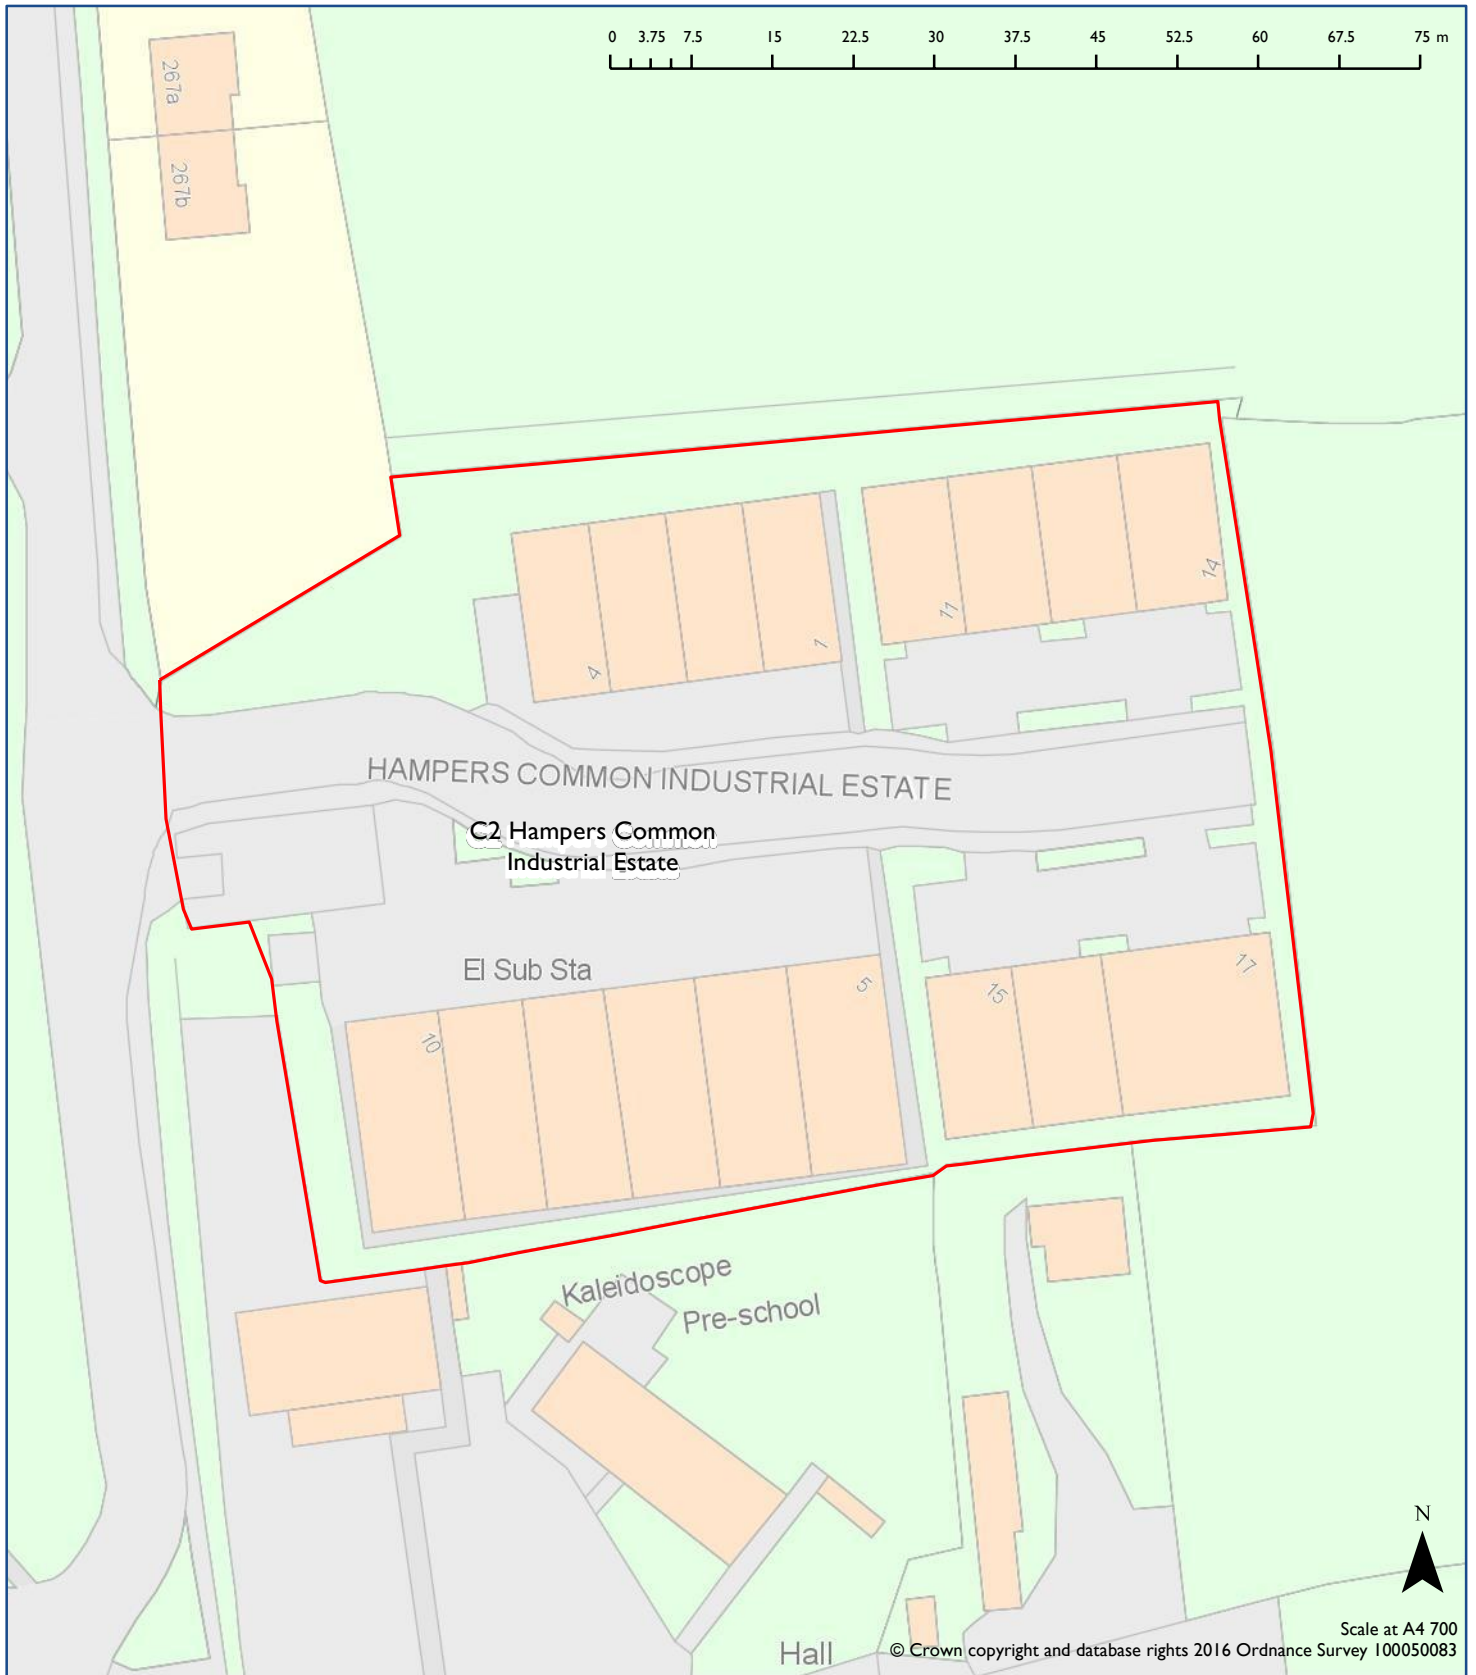 0 3.75 7.5 15 22.5 30 37.5 45 52.5 60 67.5 75 m
267a
267b
14
11
1
4
HAMPERS COMMON INDUSTRIAL ESTATE
C2 Hampers Common
Industrial Estate
El Sub Sta
5
10
15
17
Kaleidoscope
Pre-school
Hall
N
Scale at A4 700
© Crown copyright and database rights 2016 Ordnance Survey 100050083